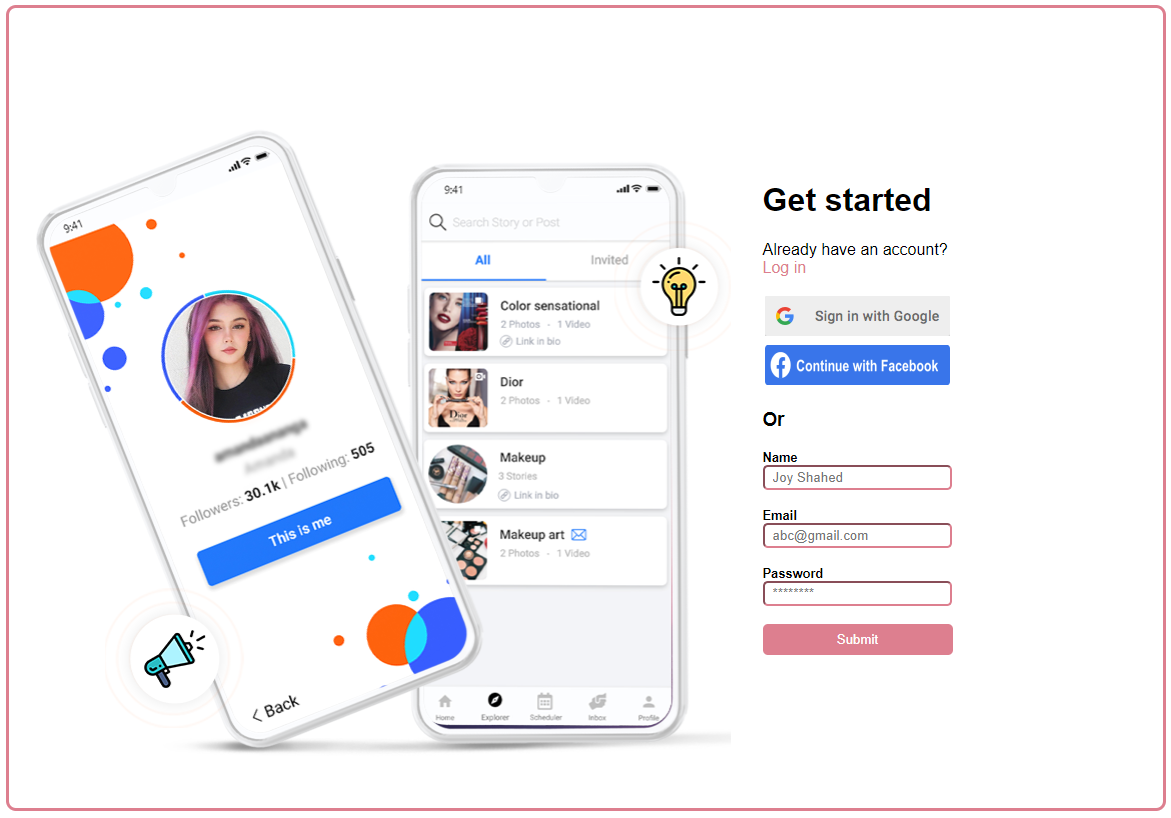 9:41
Amanda
Followers: 30.1k | Following: 505
This is me
Back
9:41
Search Story or Post
All
Invited
Color sensational
2 Photos - 1 Video
Link in bio
Dior
2 Photos - 1 Video
Dior
Makeup
3 Stories
Link in bio
Makeup art
2 Photos - 1 Video
Home
Explorer
Scheduler
Inbox
Profile
Get started
Already have an account?
Log in
Sign in with Google
Continue with Facebook
Or
Name
Joy Shahed
Email
abc@gmail.com
Password
********
Submit